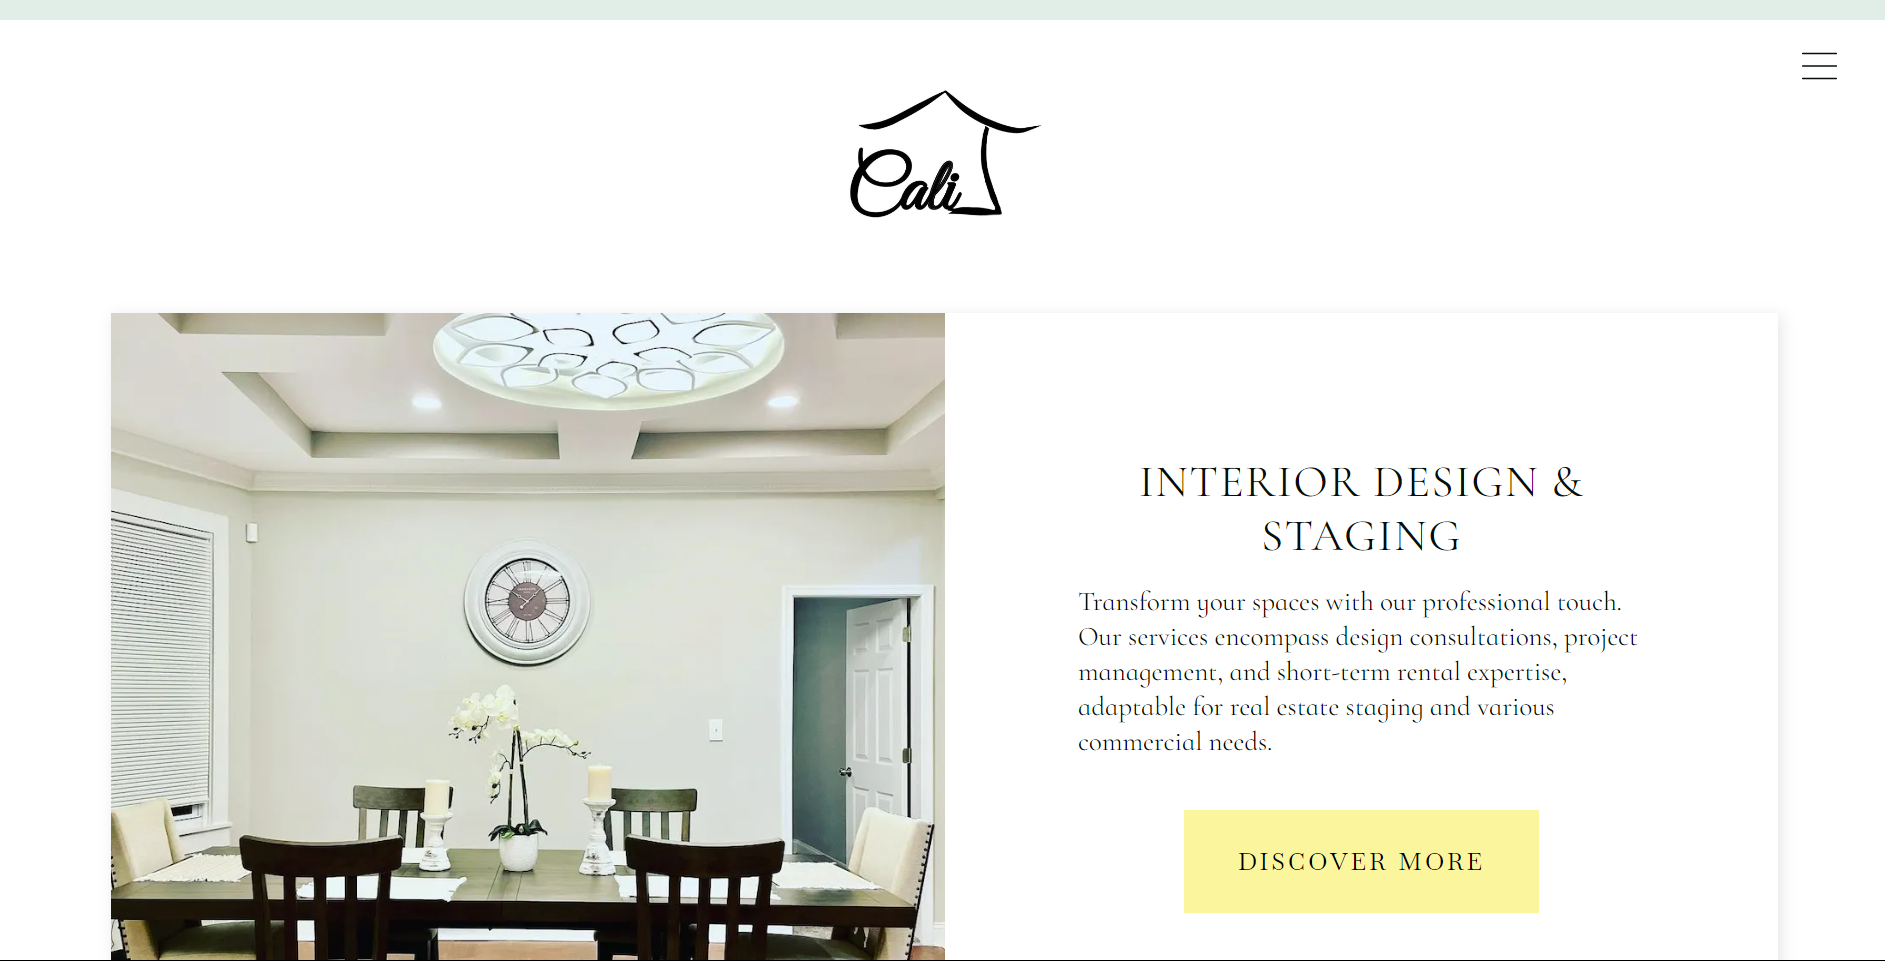 Cali
INTERIOR DESIGN &
STAGING
Transform your spaces with our professional touch.
Our services encompass design consultations, project
management, and short-term rental expertise,
adaptable for real estate staging and various
commercial needs.
DISCOVER MORE